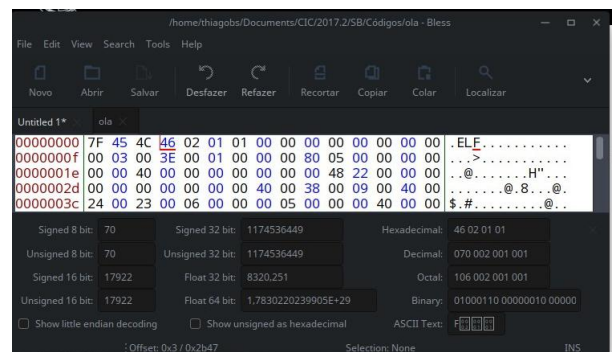 /home/thiagobs/Documents/CIC/2017.2/SB/Códigos/ola - Bless
File Edit View Search Tools Help
Novo Abrir Salvar Desfazer Refazer Recortar Copiar Colar Localizar
Untitled 1* ola
00000000 7F 45 4C 46 02 01 01 00 00 00 00 00 00 00 00 .ELF...........
0000000f 00 03 00 3E 00 01 00 00 00 80 05 00 00 00 00 ...>...........
0000001e 00 00 40 00 00 00 00 00 00 00 48 22 00 00 00 ..@.......H"...
0000002d 00 00 00 00 00 00 00 40 00 38 00 09 00 40 00 .......@.8...@.
0000003c 24 00 23 00 06 00 00 00 05 00 00 00 40 00 00 $.#.........@..
Signed 8 bit: 70 Signed 32 bit: 1174536449 Hexadecimal: 46 02 01 01
Unsigned 8 bit: 70 Unsigned 32 bit: 1174536449 Decimal: 070 002 001 001
Signed 16 bit: 17922 Float 32 bit: 8320,251 Octal: 106 002 001 001
Unsigned 16 bit: 17922 Float 64 bit: 1,7830220239905E+29 Binary: 01000110 00000010 00000
Show little endian decoding Show unsigned as hexadecimal ASCII Text: F
Offset: 0x3 / 0x2b47 Selection: None INS